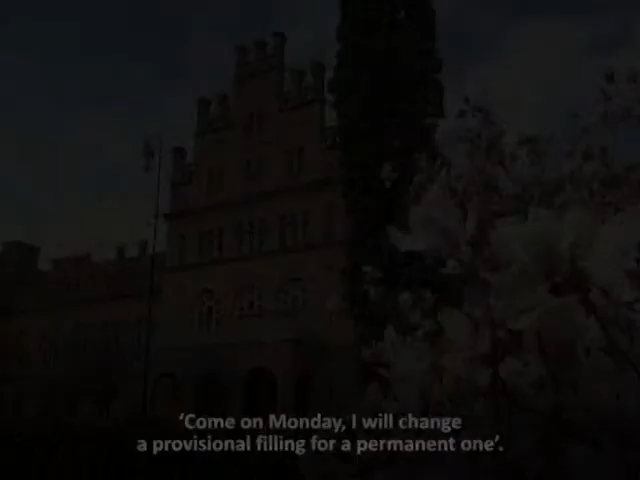 ‘Come on Monday, I will change
a provisional filling for a permanent one’.